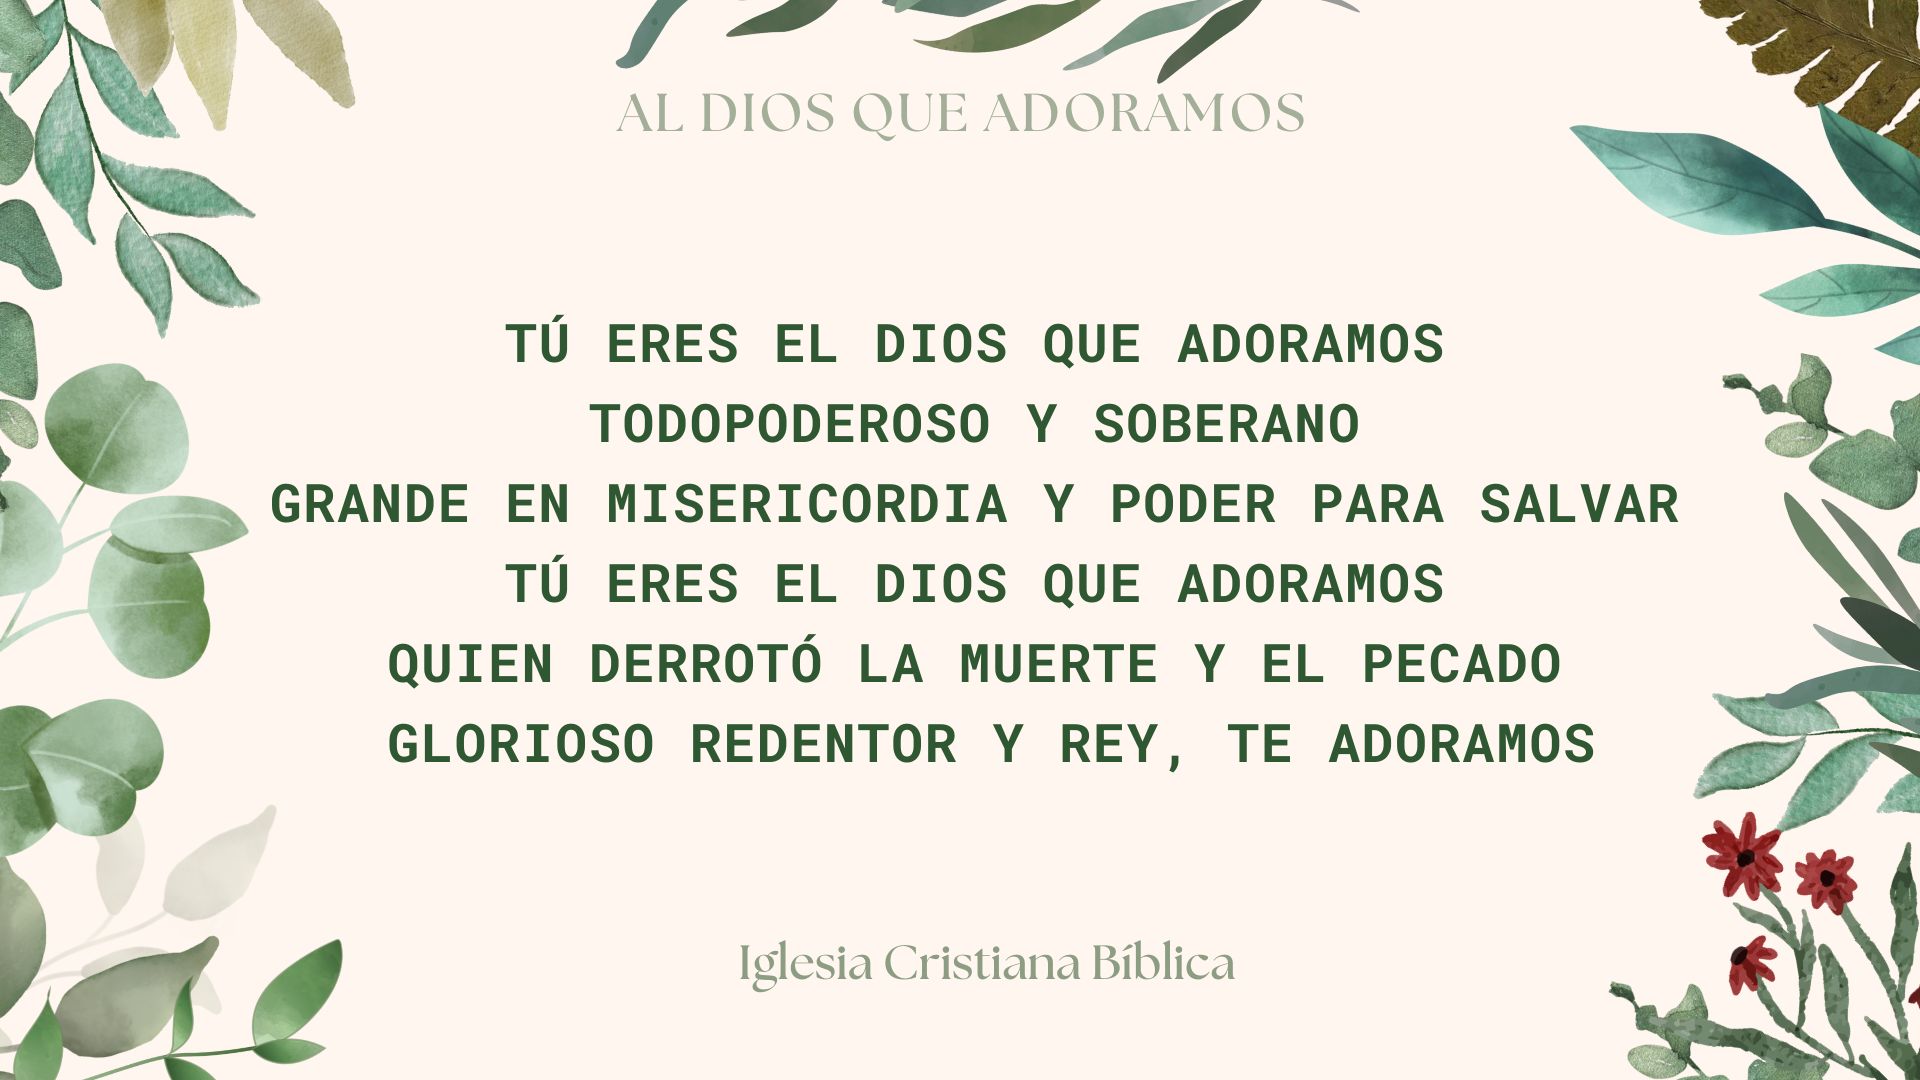 AL DIOS QUE ADORAMOS
TÚ ERES EL DIOS QUE ADORAMOS
TODOPODEROSO Y SOBERANO
GRANDE EN MISERICORDIA Y PODER PARA SALVAR
TÚ ERES EL DIOS QUE ADORAMOS
QUIEN DERROTÓ LA MUERTE Y EL PECADO
GLORIOSO REDENTOR Y REY, TE ADORAMOS
Iglesia Cristiana Bíblica